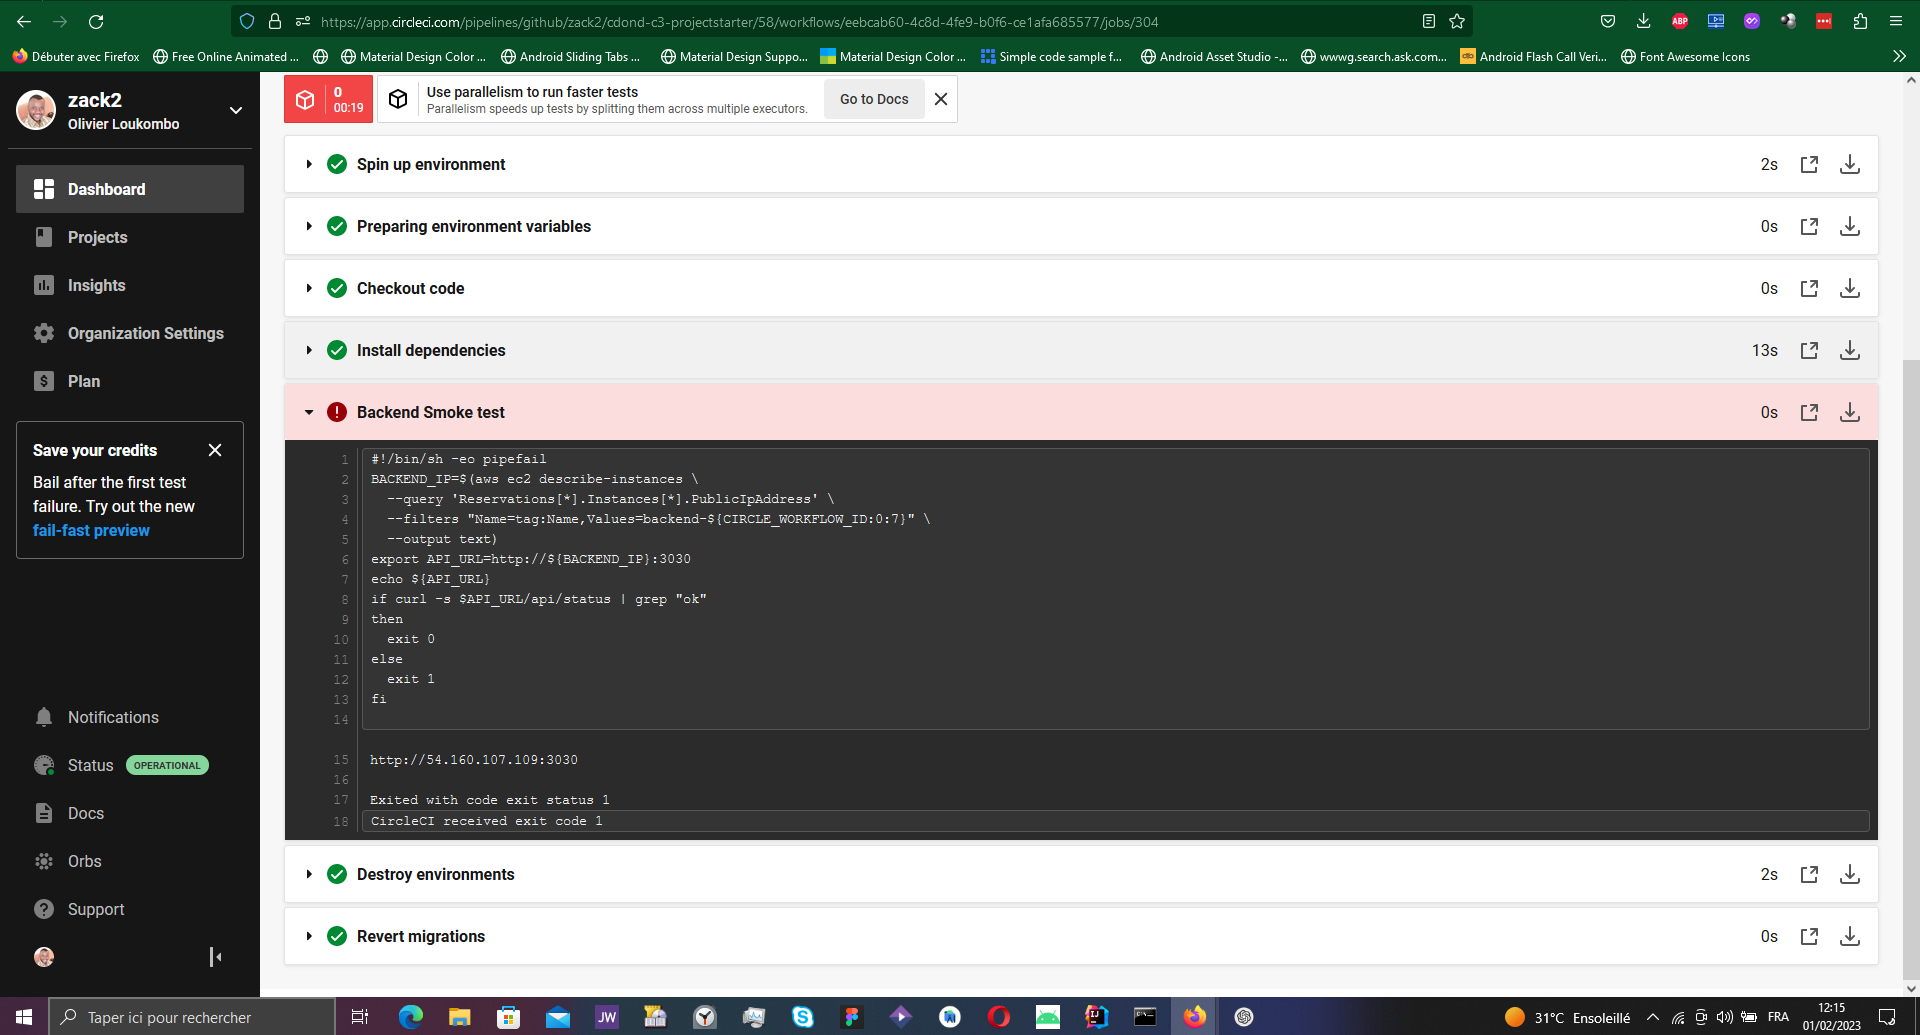 https://app.circleci.com/pipelines/github/zack2/cdond-c3-projectstarter/58/workflows/eebcab60-4c8d-4fe9-b0f6-ce1afa685577/jobs/304
ABP
Débuter avec Firefox
Free Online Animated ...
Material Design Color ...
Android Sliding Tabs ...
Material Design Suppo...
Material Design Color ...
Simple code sample f...
Android Asset Studio -...
wwwg.search.ask.com...
Android Flash Call Veri...
Font Awesome Icons
zack2
Olivier Loukombo
Dashboard
Projects
Insights
Organization Settings
Plan
Save your credits
Bail after the first test
failure. Try out the new
fail-fast preview
Notifications
Status OPERATIONAL
Docs
Orbs
Support
0
00:19
Use parallelism to run faster tests
Parallelism speeds up tests by splitting them across multiple executors.
Go to Docs
Spin up environment 2s
Preparing environment variables 0s
Checkout code 0s
Install dependencies 13s
Backend Smoke test 0s
1 #!/bin/sh -eo pipefail
2 BACKEND_IP=$(aws ec2 describe-instances \
3 --query 'Reservations[*].Instances[*].PublicIpAddress' \
4 --filters "Name=tag:Name,Values=backend-${CIRCLE_WORKFLOW_ID:0:7}" \
5 --output text)
6 export API_URL=http://${BACKEND_IP}:3030
7 echo ${API_URL}
8 if curl -s $API_URL/api/status | grep "ok"
9 then
10 exit 0
11 else
12 exit 1
13 fi
14
15 http://54.160.107.109:3030
16
17 Exited with code exit status 1
18 CircleCI received exit code 1
Destroy environments 2s
Revert migrations 0s
Taper ici pour rechercher
JW
31°C Ensoleillé
FRA
12:15
01/02/2023